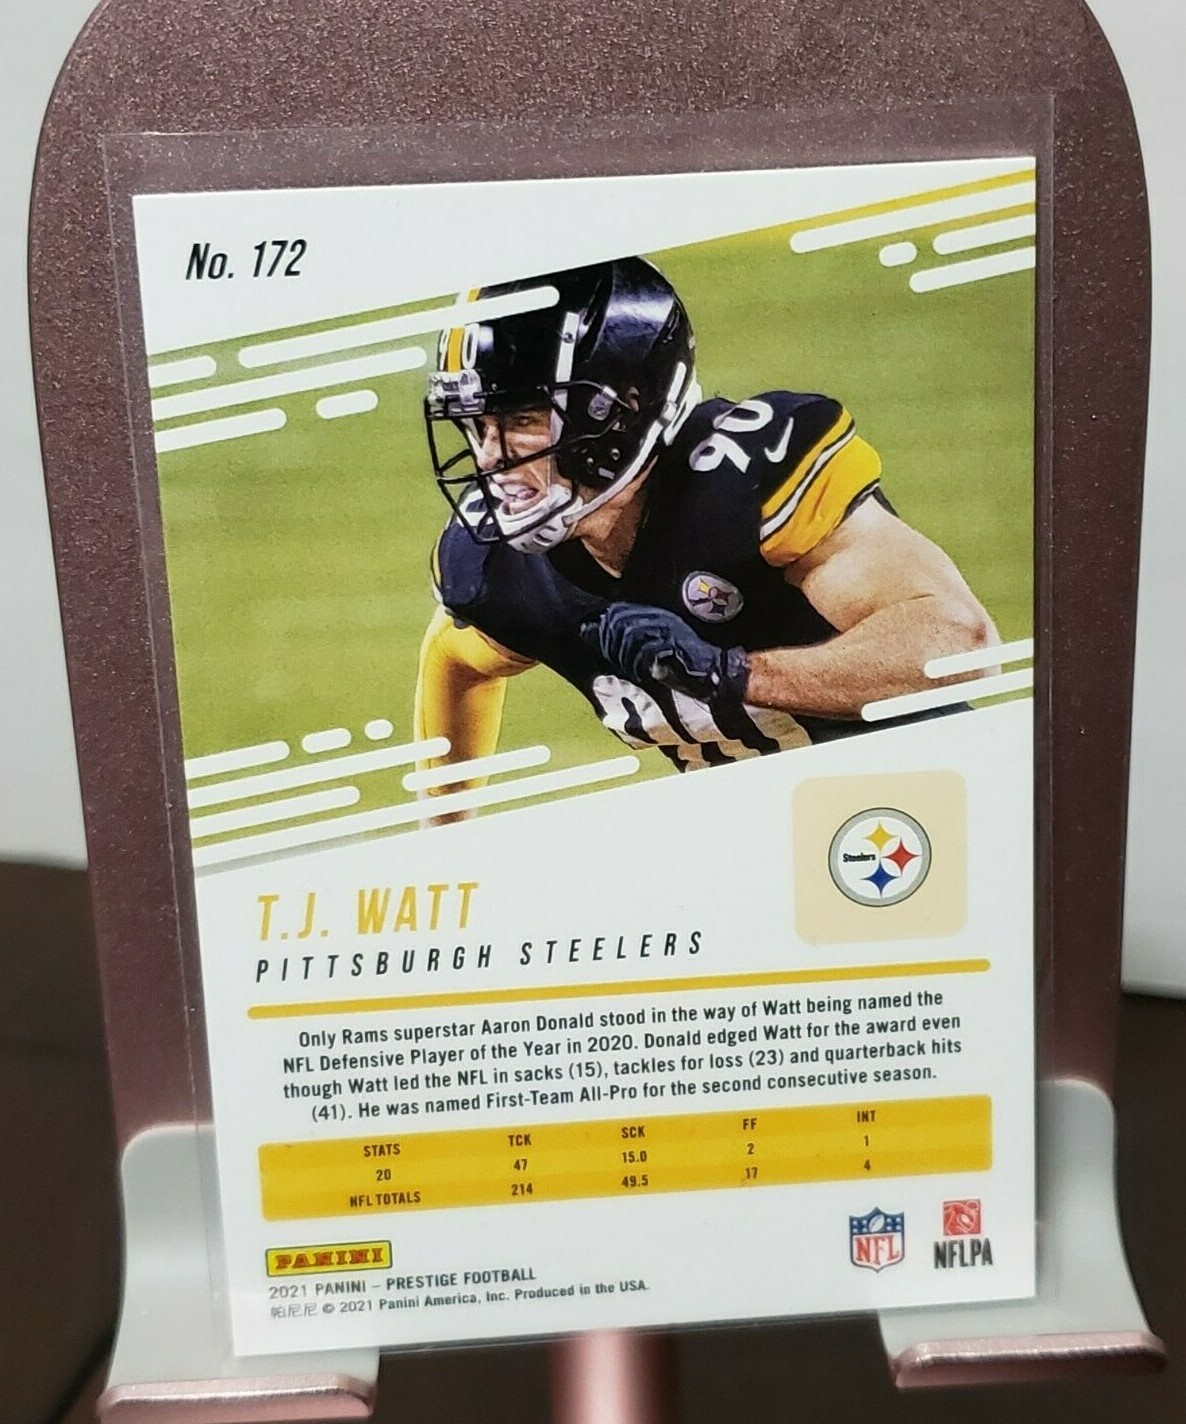 No. 172
90
90
Steelers
T.J. WATT
PITTSBURGH STEELERS
Only Rams superstar Aaron Donald stood in the way of Watt being named the
NFL Defensive Player of the Year in 2020. Donald edged Watt for the award even
though Watt led the NFL in sacks (15), tackles for loss (23) and quarterback hits
(41). He was named First-Team All-Pro for the second consecutive season.
STATS TCK SCK FF INT
20 47 15.0 2 1
NFL TOTALS 214 49.5 17 4
PANINI
NFL
NFLPA
2021 PANINI – PRESTIGE FOOTBALL
帕尼尼 © 2021 Panini America, Inc. Produced in the USA.